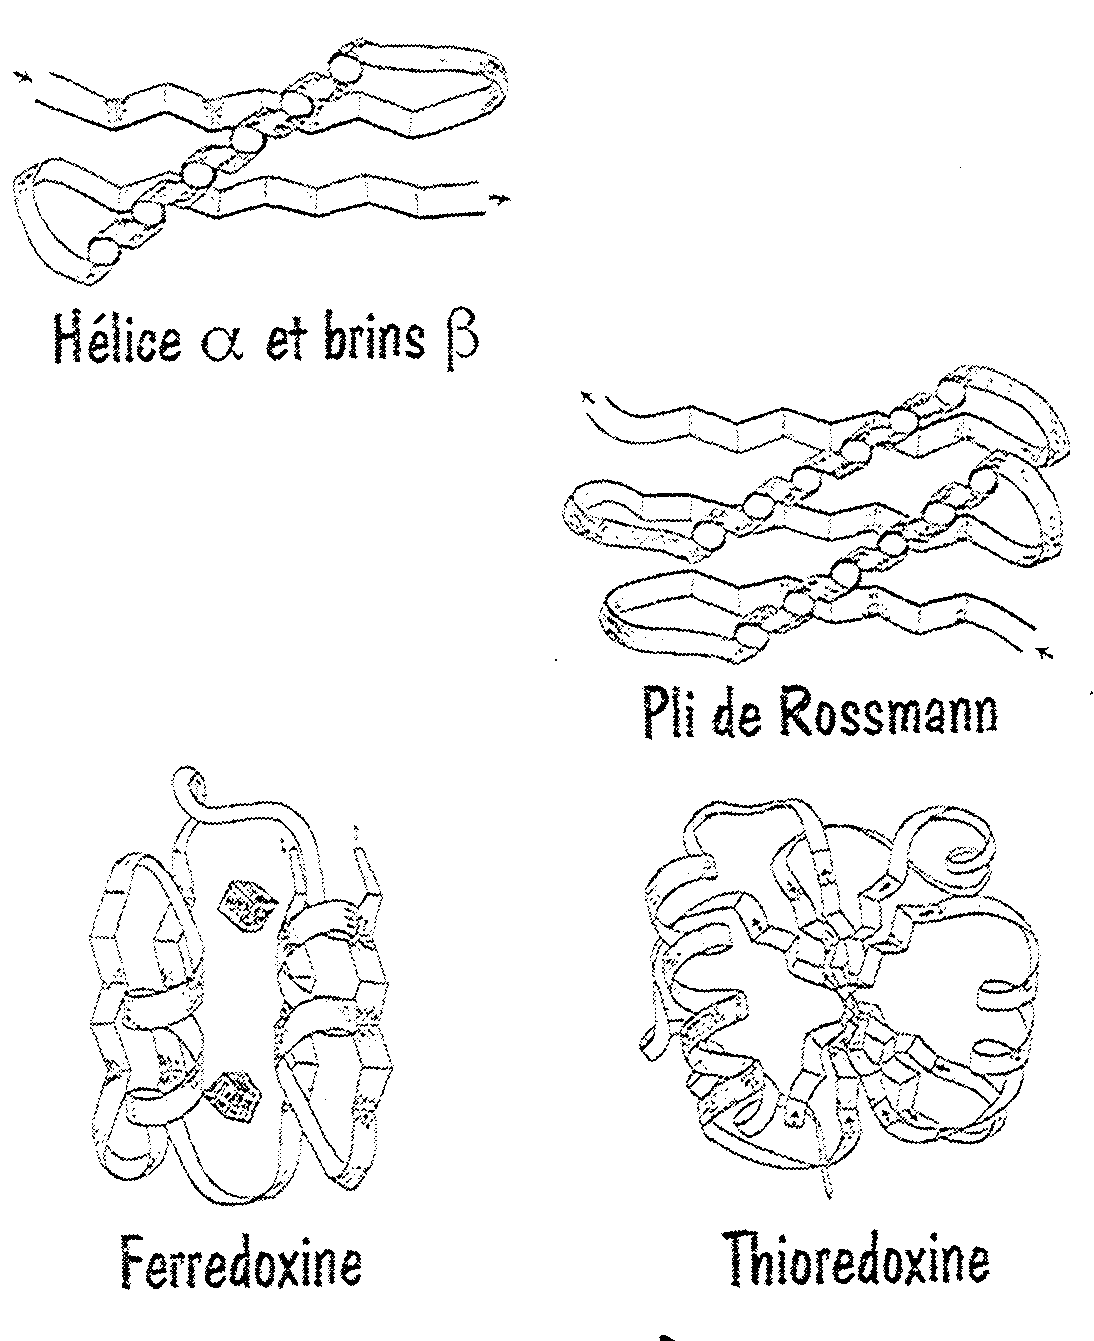 Hélice α et brins β
Pli de Rossmann
Ferredoxine
Thioredoxine